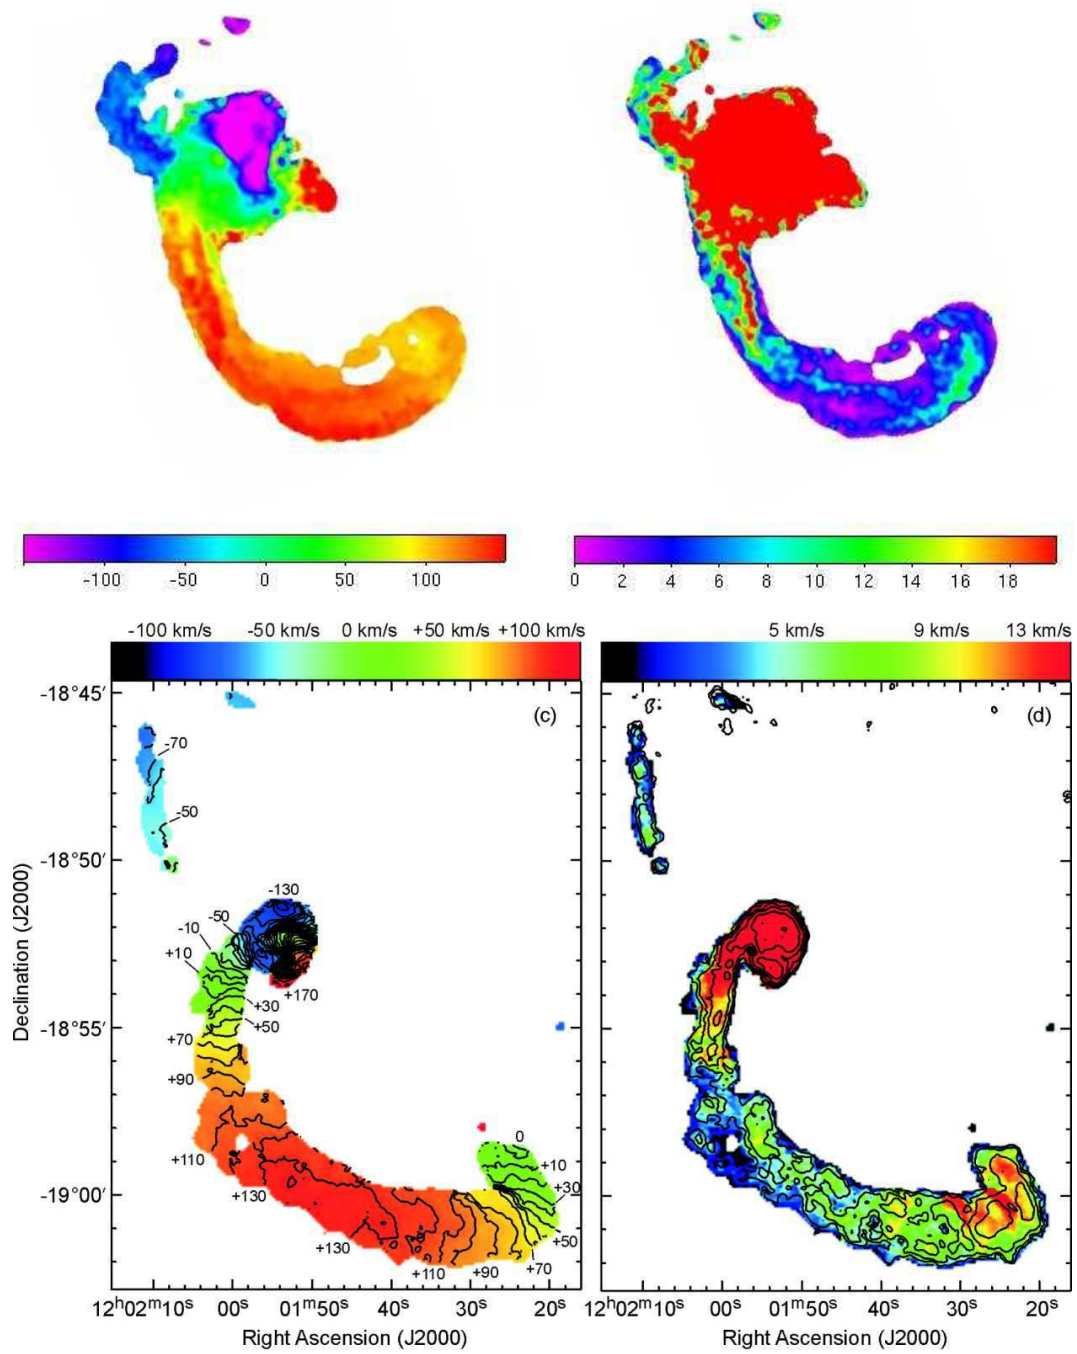 -100 -50 0 50 100
0 2 4 6 8 10 12 14 16 18
-100 km/s -50 km/s 0 km/s +50 km/s +100 km/s
5 km/s 9 km/s 13 km/s
-18°45′
(c)
(d)
-70
-50
-18°50′
-130
-50
-10
+10
+170
+30
+50
-18°55′
+70
+90
0
+10
+110
+30
+130
-19°00′
+50
+130
+110
+90
+70
Declination (J2000)
12ʰ02ᵐ10ˢ 00ˢ 01ᵐ50ˢ 40ˢ 30ˢ 20ˢ
12ʰ02ᵐ10ˢ 00ˢ 01ᵐ50ˢ 40ˢ 30ˢ 20ˢ
Right Ascension (J2000)
Right Ascension (J2000)